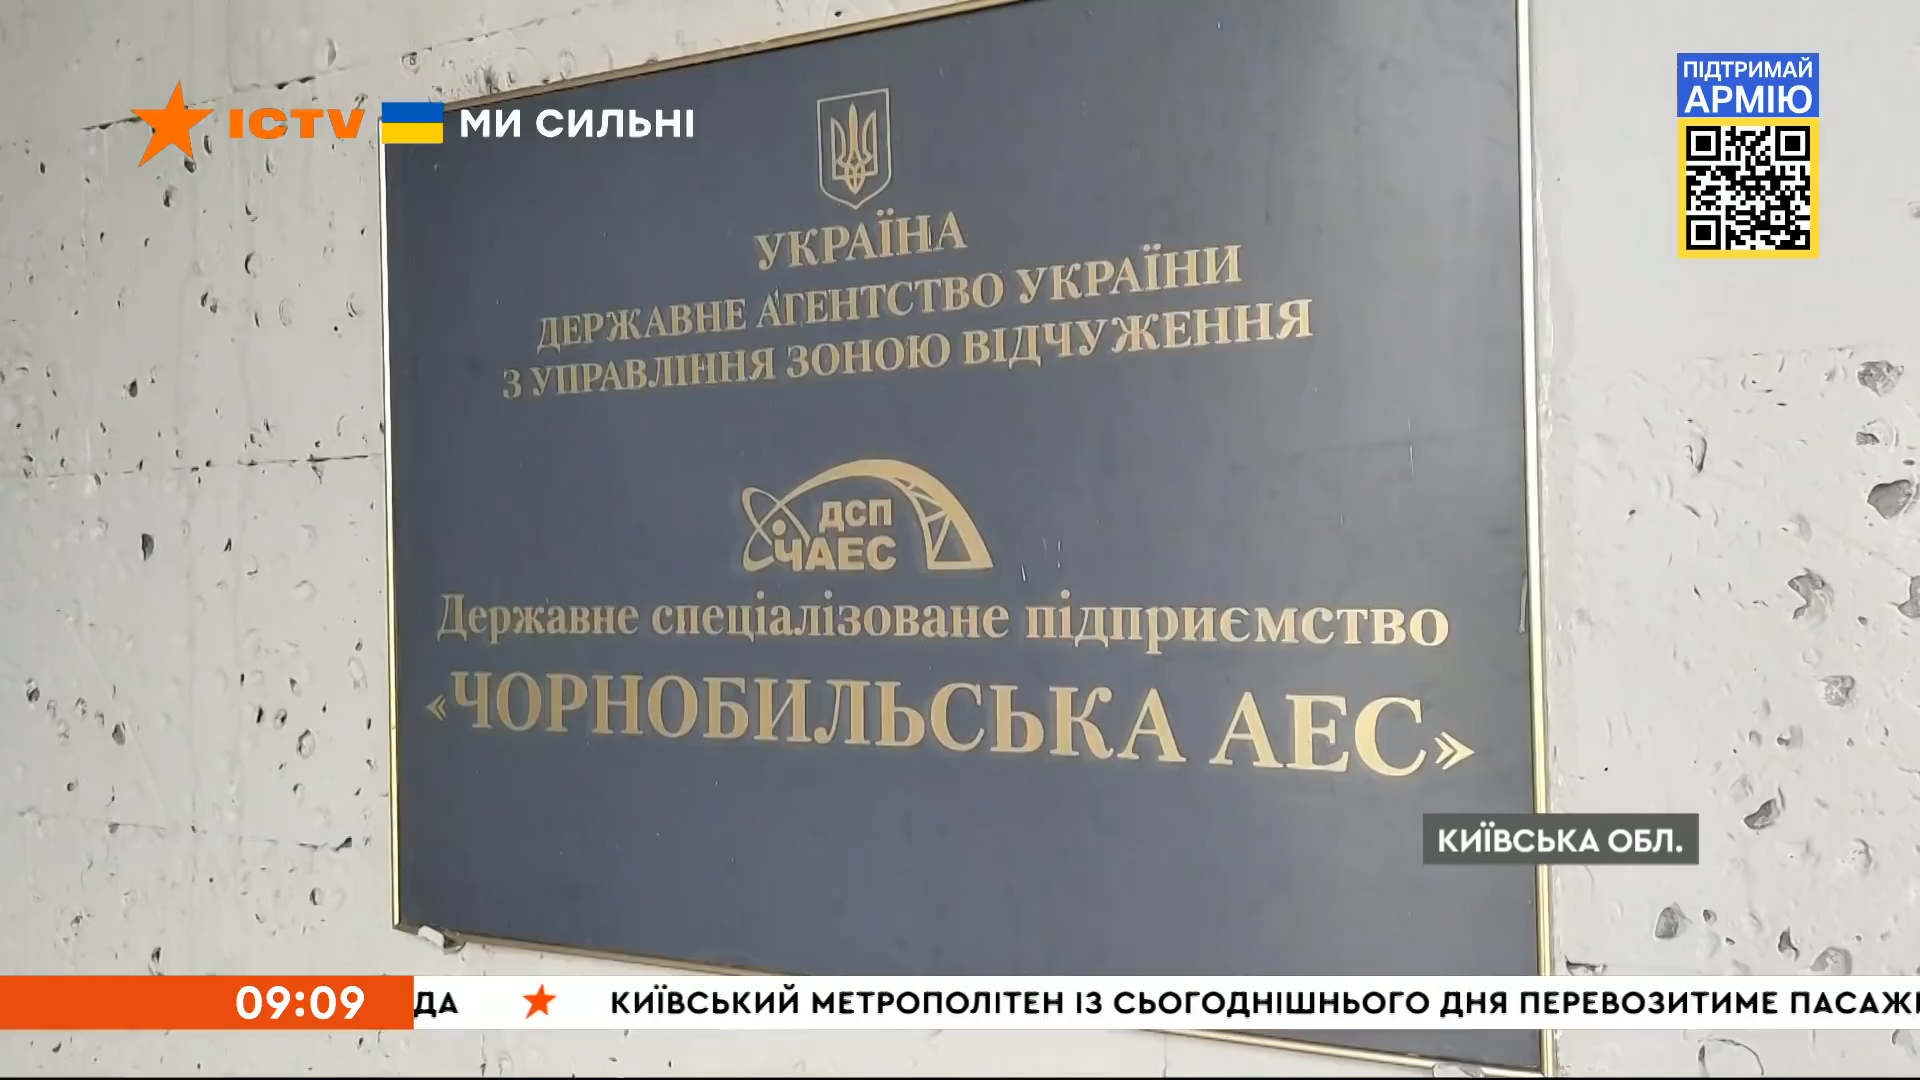 ICTV МИ СИЛЬНІ
ПІДТРИМАЙ
АРМІЮ
УКРАЇНА
ДЕРЖАВНЕ АГЕНТСТВО УКРАЇНИ
З УПРАВЛІННЯ ЗОНОЮ ВІДЧУЖЕННЯ
ДСП
ЧАЕС
Державне спеціалізоване підприємство
«ЧОРНОБИЛЬСЬКА АЕС»
КИЇВСЬКА ОБЛ.
09:09 ДА КИЇВСЬКИЙ МЕТРОПОЛІТЕН ІЗ СЬОГОДНІШНЬОГО ДНЯ ПЕРЕВОЗИТИМЕ